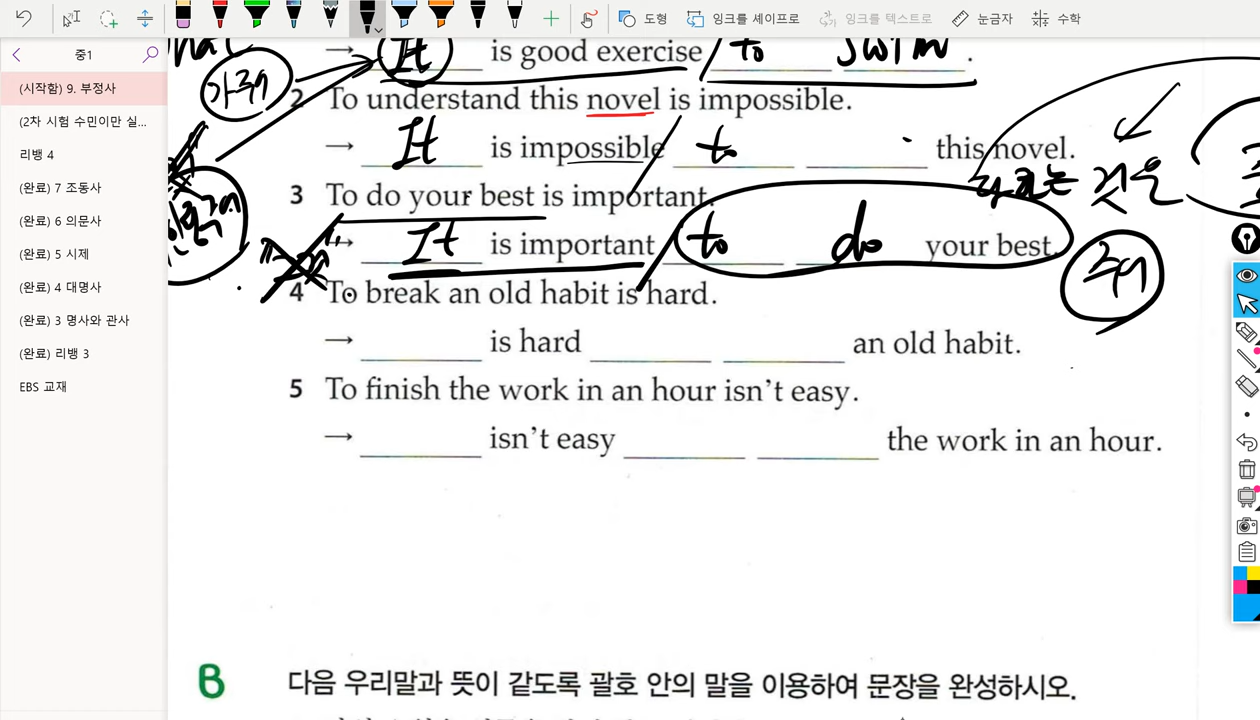 도형 잉크를 셰이프로 잉크를 텍스트로 눈금자 수학
중1
(시작함) 9. 부정사
(2차 시험 수민이만 실...
리뱅 4
(완료) 7 조동사
(완료) 6 의문사
(완료) 5 시제
(완료) 4 대명사
(완료) 3 명사와 관사
(완료) 리뱅 3
EBS 교재
→ It is good exercise to swim.
가주어
2 To understand this novel is impossible.
→ It is impossible to this novel.
것은
3 To do your best is important.
→ It is important to do your best.
주어
4 To break an old habit is hard.
→ is hard an old habit.
5 To finish the work in an hour isn't easy.
→ isn't easy the work in an hour.
B 다음 우리말과 뜻이 같도록 괄호 안의 말을 이용하여 문장을 완성하시오.